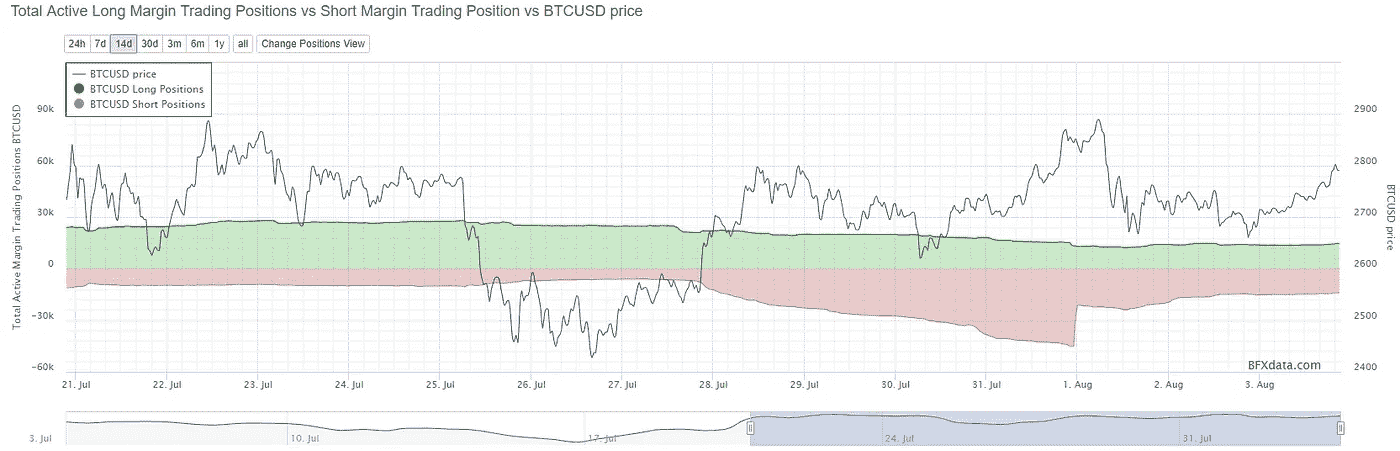 Total Active Long Margin Trading Positions vs Short Margin Trading Position vs BTCUSD price
24h 7d 14d 30d 3m 6m 1y all Change Positions View
BTCUSD price
BTCUSD Long Positions
BTCUSD Short Positions
Total Active Margin Trading Positions BTCUSD
90k
60k
30k
0
-30k
-60k
2900
2800
2700
2600
2500
2400
BTCUSD price
BFXdata.com
21. Jul 22. Jul 23. Jul 24. Jul 25. Jul 26. Jul 27. Jul 28. Jul 29. Jul 30. Jul 31. Jul 1. Aug 2. Aug 3. Aug
3. Jul 10. Jul 17. Jul 24. Jul 31. Jul